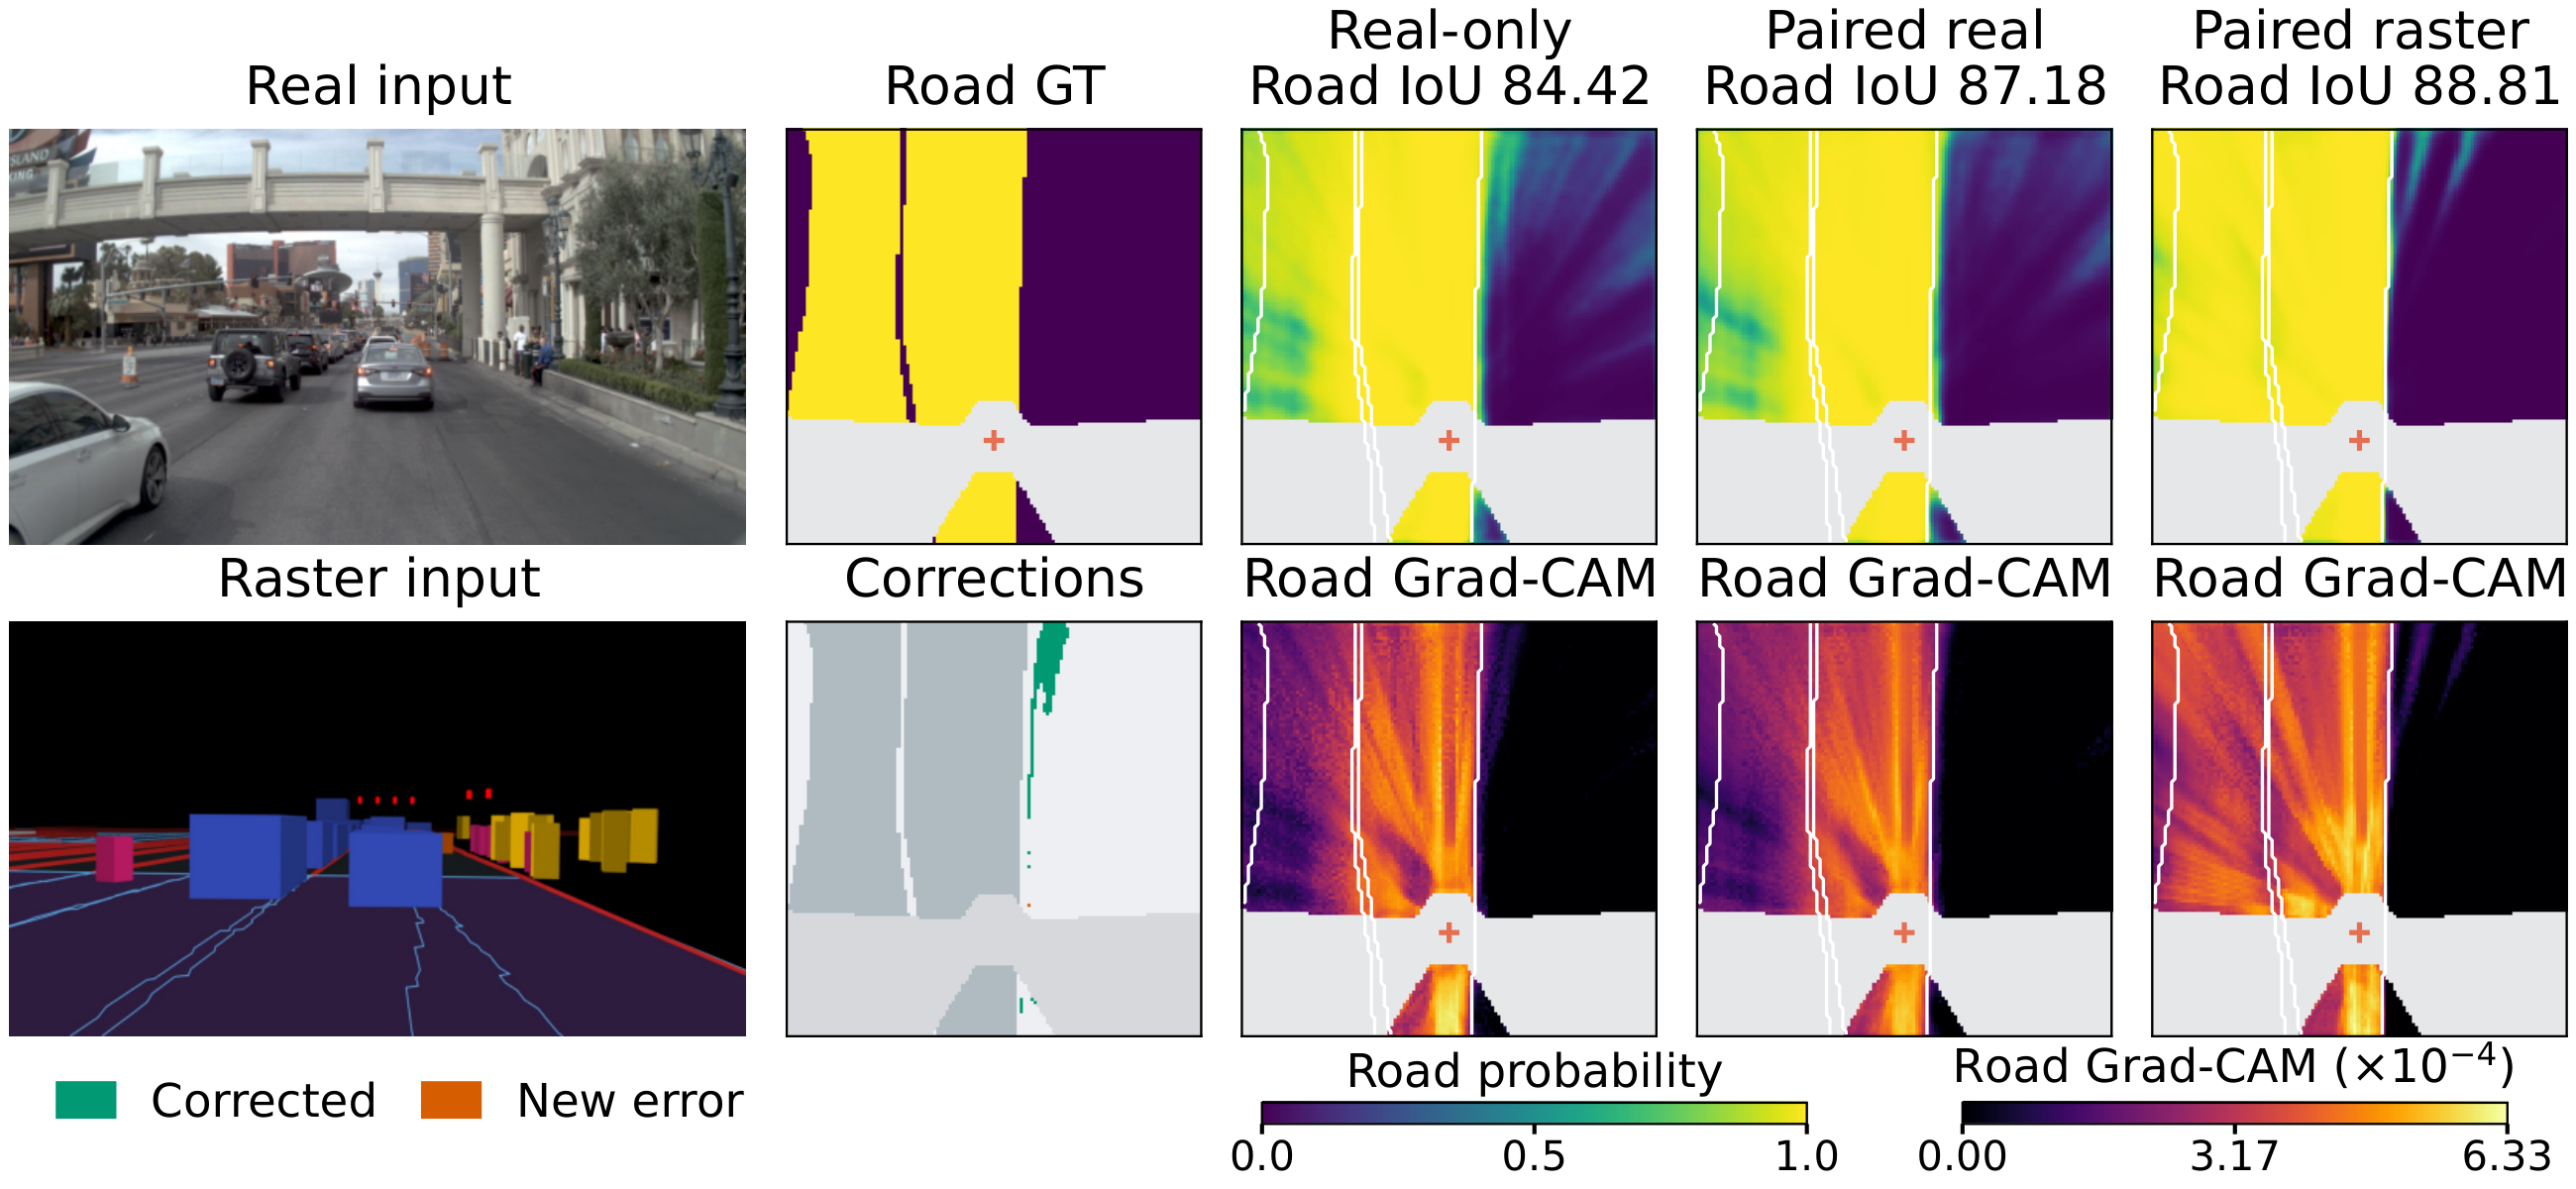 Real input
Road GT
Real-only
Road IoU 84.42
Paired real
Road IoU 87.18
Paired raster
Road IoU 88.81
SLAND
KING
Raster input
Corrections
Road Grad-CAM
Road Grad-CAM
Road Grad-CAM
Corrected
New error
Road probability
0.0
0.5
1.0
Road Grad-CAM (×10⁻⁴)
0.00
3.17
6.33